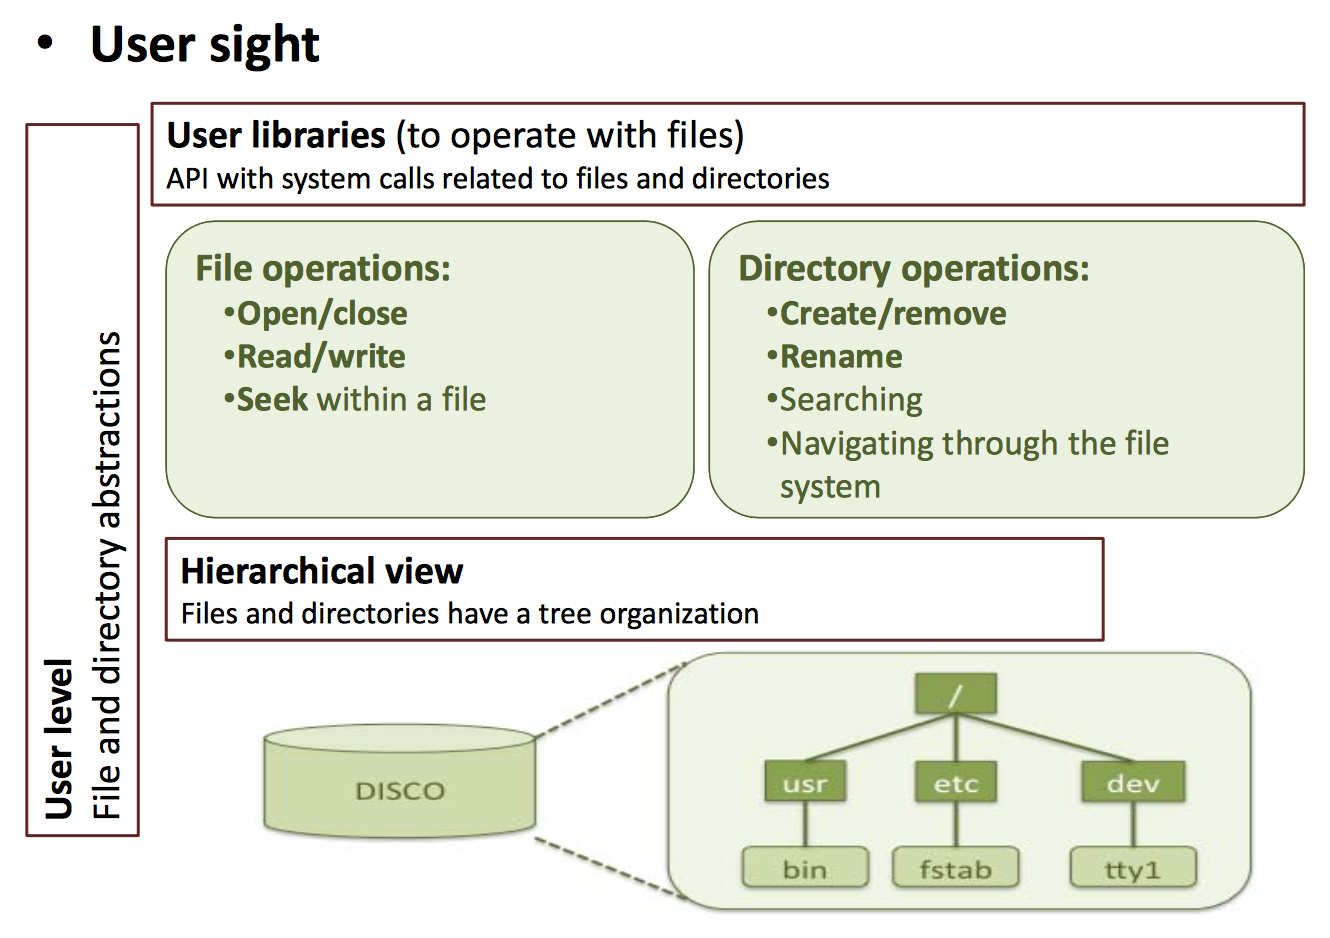 • User sight
User libraries (to operate with files)
API with system calls related to files and directories
User level
File and directory abstractions
File operations:
•Open/close
•Read/write
•Seek within a file
Directory operations:
•Create/remove
•Rename
•Searching
•Navigating through the file
system
Hierarchical view
Files and directories have a tree organization
DISCO
/
usr
etc
dev
bin
fstab
tty1